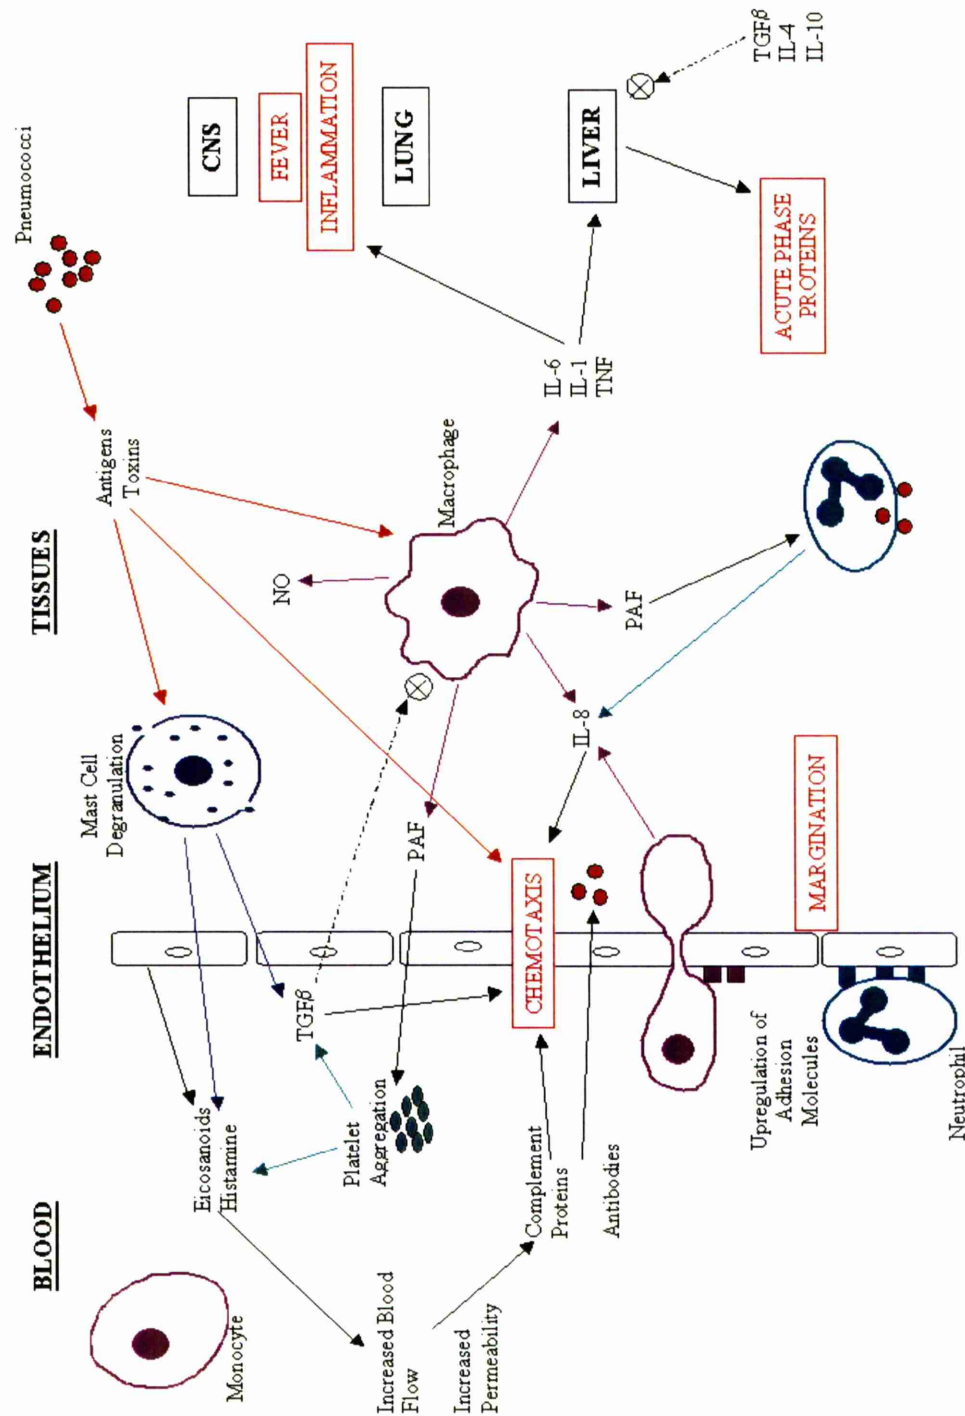 BLOOD
ENDOTHELIUM
TISSUES
Pneumococci
Antigens
Toxins
Mast Cell
Degranulation
Monocyte
Eicosanoids
Histamine
TGFβ
NO
CNS
FEVER
INFLAMMATION
LUNG
Platelet
Aggregation
PAF
Macrophage
Increased Blood
Flow
Increased
Permeability
Complement
Proteins
Antibodies
CHEMOTAXIS
IL-8
PAF
IL-6
IL-1
TNF
LIVER
TGFβ
IL-4
IL-10
ACUTE PHASE
PROTEINS
Upregulation of
Adhesion
Molecules
MARGINATION
Neutrophil